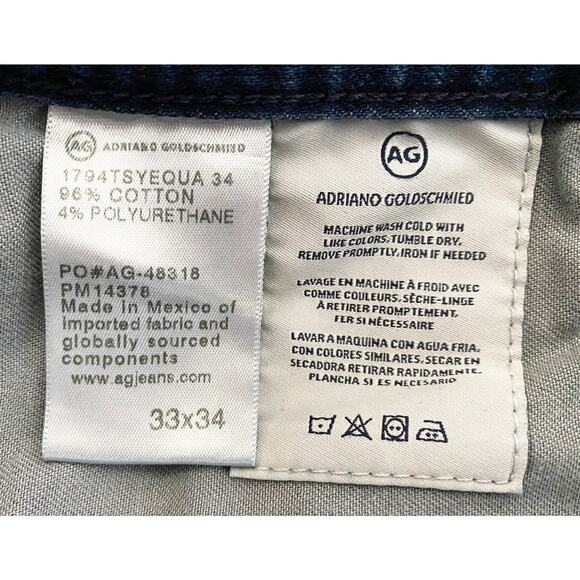 AG ADRIANO GOLDSCHMIED
1794TSYEQUA 34
96% COTTON
4% POLYURETHANE
PO#AG-48318
PM14378
Made in Mexico of
imported fabric and
globally sourced
components
www.agjeans.com
33x34
AG
ADRIANO GOLDSCHMIED
MACHINE WASH COLD WITH
LIKE COLORS, TUMBLE DRY,
REMOVE PROMPTLY, IRON IF NEEDED
LAVAGE EN MACHINE À FROID AVEC
COMME COULEURS, SÈCHE-LINGE
À RETIRER PROMPTEMENT,
FER SI NÉCESSAIRE
LAVAR A MAQUINA CON AGUA FRIA,
CON COLORES SIMILARES, SECAR EN
SECADORA RETIRAR RAPIDAMENTE,
PLANCHA SI ES NECESARIO